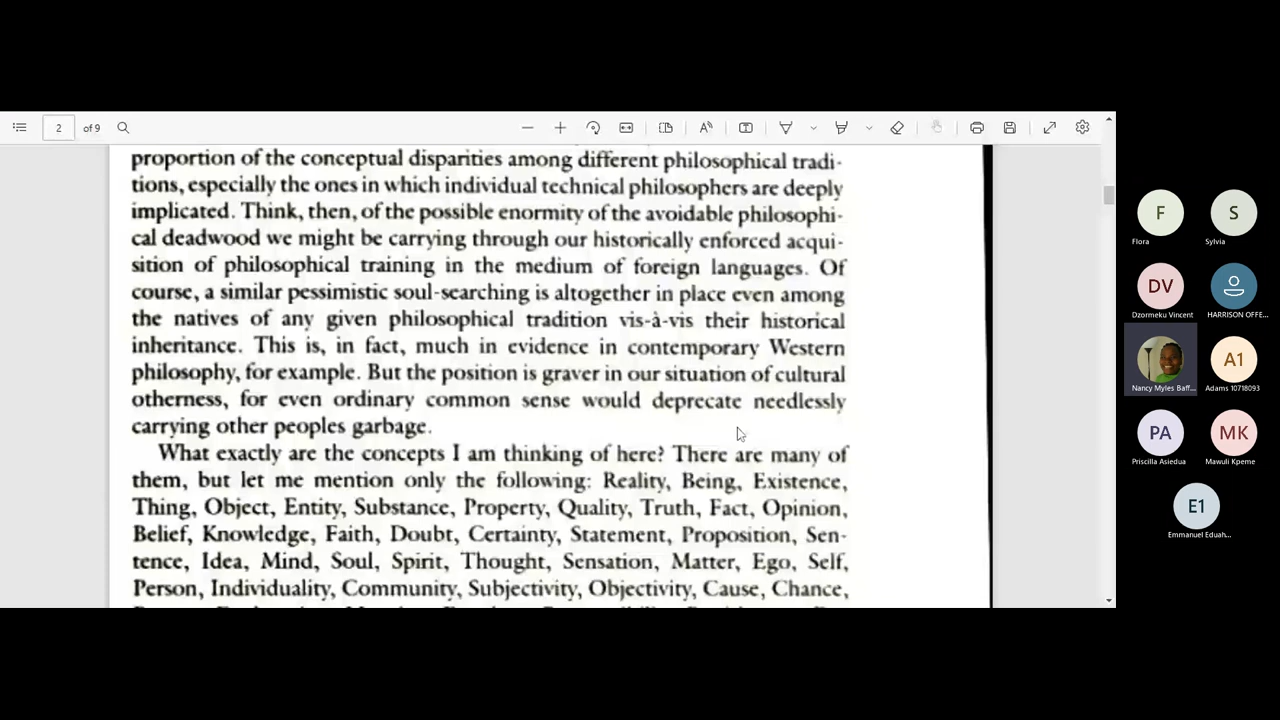 2 of 9
proportion of the conceptual disparities among different philosophical tradi-
tions, especially the ones in which individual technical philosophers are deeply
implicated. Think, then, of the possible enormity of the avoidable philosophi-
cal deadwood we might be carrying through our historically enforced acqui-
sition of philosophical training in the medium of foreign languages. Of
course, a similar pessimistic soul-searching is altogether in place even among
the natives of any given philosophical tradition vis-à-vis their historical
inheritance. This is, in fact, much in evidence in contemporary Western
philosophy, for example. But the position is graver in our situation of cultural
otherness, for even ordinary common sense would deprecate needlessly
carrying other peoples garbage.
What exactly are the concepts I am thinking of here? There are many of
them, but let me mention only the following: Reality, Being, Existence,
Thing, Object, Entity, Substance, Property, Quality, Truth, Fact, Opinion,
Belief, Knowledge, Faith, Doubt, Certainty, Statement, Proposition, Sen-
tence, Idea, Mind, Soul, Spirit, Thought, Sensation, Matter, Ego, Self,
Person, Individuality, Community, Subjectivity, Objectivity, Cause, Chance,
F
Flora
S
Sylvia
DV
Dzormeku Vincent
HARRISON OFFE...
Nancy Myles Baff...
A1
Adams 10718093
PA
Priscilla Asiedua
MK
Mawuli Kpeme
E1
Emmanuel Eduah...